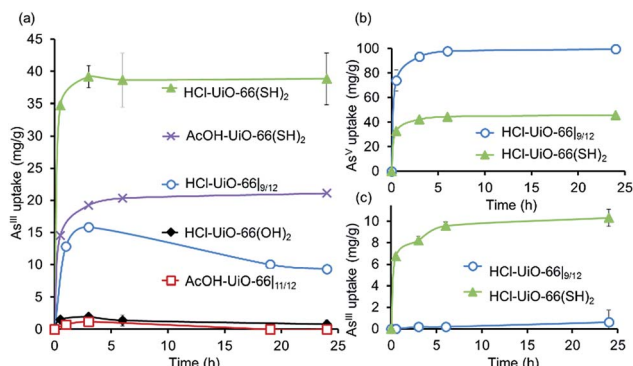 (a)
As^III uptake (mg/g)
45
40
35
30
25
20
15
10
5
0
HCl-UiO-66(SH)₂
AcOH-UiO-66(SH)₂
HCl-UiO-66|₉/₁₂
HCl-UiO-66(OH)₂
AcOH-UiO-66|₁₁/₁₂
0 5 10 15 20 25
Time (h)
(b)
As^V uptake (mg/g)
100
80
60
40
20
0
HCl-UiO-66|₉/₁₂
HCl-UiO-66(SH)₂
0 5 10 15 20 25
Time (h)
(c)
As^III uptake (mg/g)
10
8
6
4
2
0
HCl-UiO-66|₉/₁₂
HCl-UiO-66(SH)₂
0 5 10 15 20 25
Time (h)